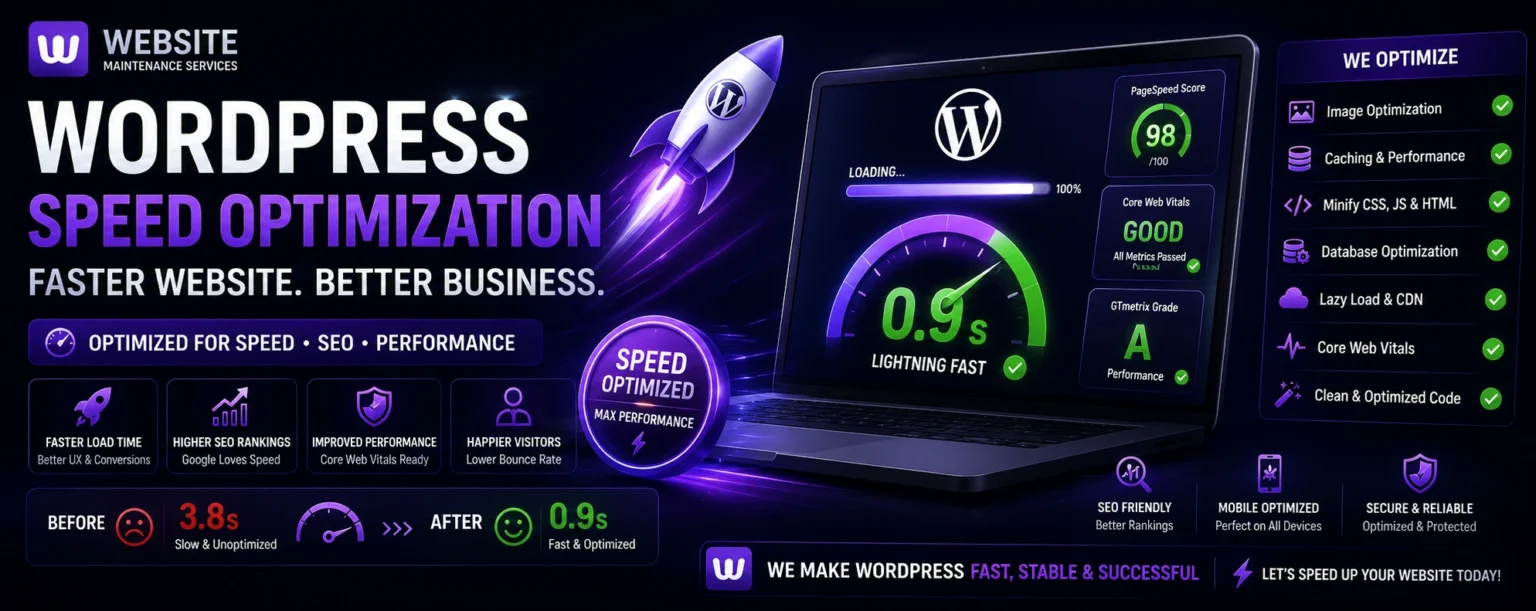 WEBSITE
MAINTENANCE SERVICES
WORDPRESS
SPEED OPTIMIZATION
FASTER WEBSITE. BETTER BUSINESS.
OPTIMIZED FOR SPEED • SEO • PERFORMANCE
FASTER LOAD TIME
Better UX & Conversions
HIGHER SEO RANKINGS
Google Loves Speed
IMPROVED PERFORMANCE
Core Web Vitals Ready
HAPPIER VISITORS
Lower Bounce Rate
BEFORE
3.8s
Slow & Unoptimized
AFTER
0.9s
Fast & Optimized
SPEED
OPTIMIZED
MAX PERFORMANCE
LOADING...
100%
0.9s
LIGHTNING FAST
PageSpeed Score
98
/100
Core Web Vitals
GOOD
All Metrics Passed
GTmetrix Grade
A
Performance
WE OPTIMIZE
Image Optimization
Caching & Performance
Minify CSS, JS & HTML
Database Optimization
Lazy Load & CDN
Core Web Vitals
Clean & Optimized Code
SEO FRIENDLY
Better Rankings
MOBILE OPTIMIZED
Perfect on All Devices
SECURE & RELIABLE
Optimized & Protected
WE MAKE WORDPRESS FAST, STABLE & SUCCESSFUL
LET'S SPEED UP YOUR WEBSITE TODAY!